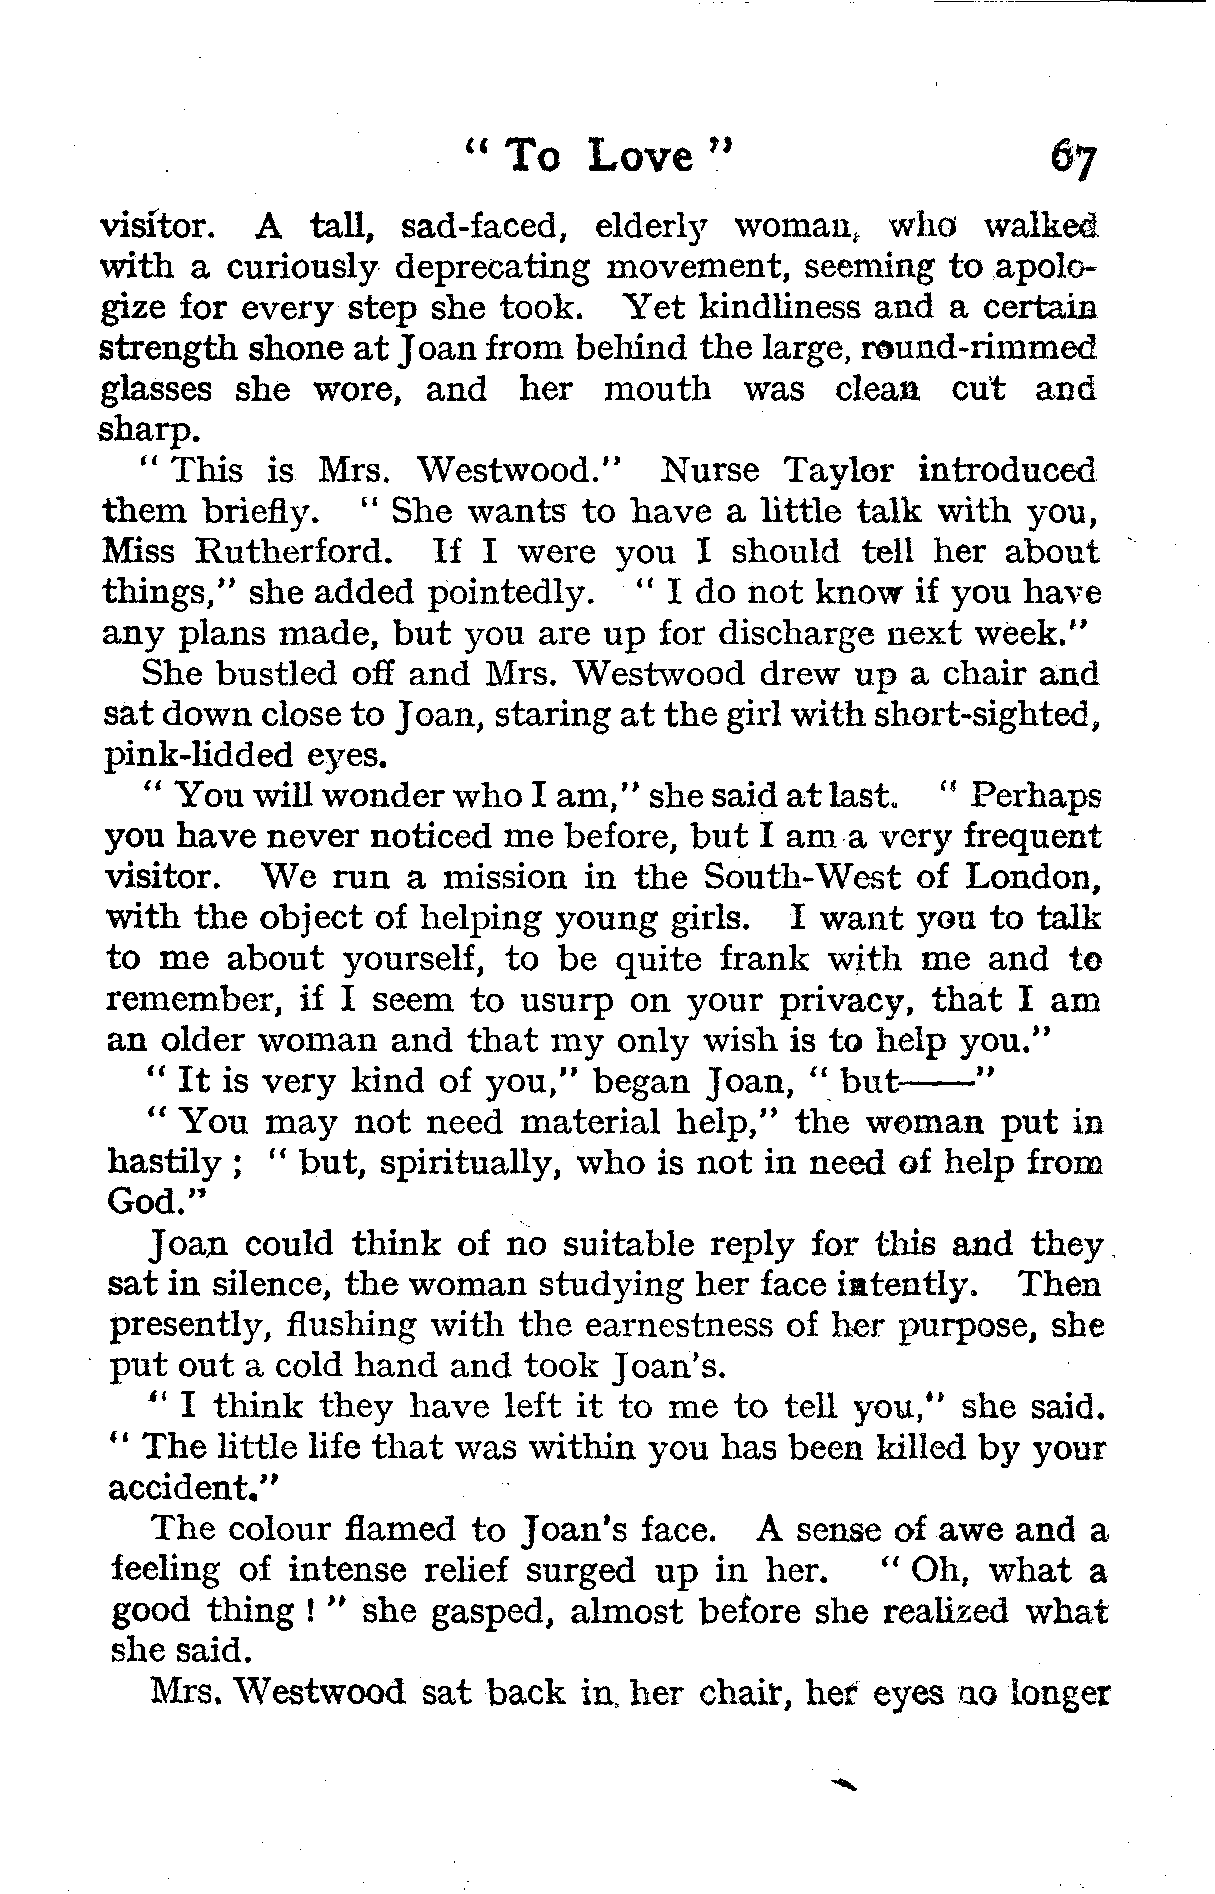 " To Love " 67
visitor. A tall, sad-faced, elderly woman, who walked
with a curiously deprecating movement, seeming to apolo-
gize for every step she took. Yet kindliness and a certain
strength shone at Joan from behind the large, round-rimmed
glasses she wore, and her mouth was clean cut and
sharp.
" This is Mrs. Westwood." Nurse Taylor introduced
them briefly. " She wants to have a little talk with you,
Miss Rutherford. If I were you I should tell her about
things," she added pointedly. " I do not know if you have
any plans made, but you are up for discharge next week."
She bustled off and Mrs. Westwood drew up a chair and
sat down close to Joan, staring at the girl with short-sighted,
pink-lidded eyes.
" You will wonder who I am," she said at last. " Perhaps
you have never noticed me before, but I am a very frequent
visitor. We run a mission in the South-West of London,
with the object of helping young girls. I want you to talk
to me about yourself, to be quite frank with me and to
remember, if I seem to usurp on your privacy, that I am
an older woman and that my only wish is to help you."
" It is very kind of you," began Joan, " but——"
" You may not need material help," the woman put in
hastily ; " but, spiritually, who is not in need of help from
God."
Joan could think of no suitable reply for this and they
sat in silence, the woman studying her face intently. Then
presently, flushing with the earnestness of her purpose, she
put out a cold hand and took Joan's.
" I think they have left it to me to tell you," she said.
" The little life that was within you has been killed by your
accident."
The colour flamed to Joan's face. A sense of awe and a
feeling of intense relief surged up in her. " Oh, what a
good thing ! " she gasped, almost before she realized what
she said.
Mrs. Westwood sat back in her chair, her eyes no longer